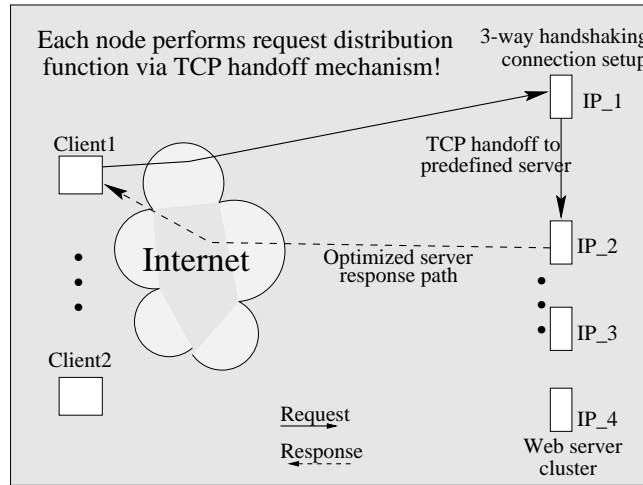 Each node performs request distribution
function via TCP handoff mechanism!
3-way handshaking
connection setup
IP_1
Client1
TCP handoff to
predefined server
IP_2
Internet
Optimized server
response path
IP_3
Client2
Request
IP_4
Response
Web server
cluster